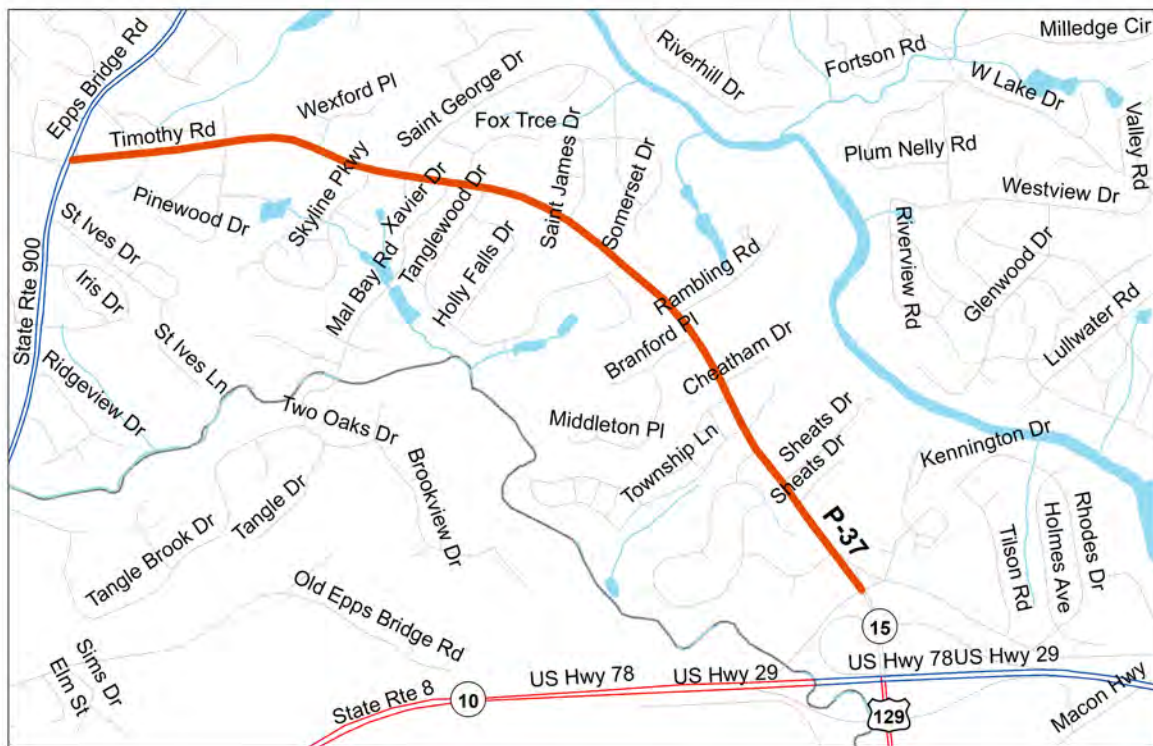 Epps Bridge Rd
Milledge Cir
Riverhill Dr
Fortson Rd
W Lake Dr
Valley Rd
Wexford Pl
Saint George Dr
Fox Trce
Timothy Rd
Saint James Dr
Plum Nelly Rd
Westview Dr
Skyline Pkwy
Xavier Dr
Tanglewood Dr
Somerset Dr
Pinewood Dr
St Ives Dr
Holly Falls Dr
Riverview Rd
Glenwood Dr
State Rte 900
Iris Dr
Mal Bay Rd
Rambling Rd
Lullwater Rd
St Ives Ln
Branford Pl
Cheatham Dr
Ridgeview Dr
Two Oaks Dr
Middleton Pl
Sheats Dr
Kennington Dr
Township Ln
Sheats Dr
Brookview Dr
Tangle Dr
Tangle Brook Dr
P-37
Tilson Rd
Holmes Ave
Rhodes Dr
Old Epps Bridge Rd
15
Sims Dr
Elm St
US Hwy 78
US Hwy 29
US Hwy 78
US Hwy 29
State Rte 8
10
129
Macon Hwy